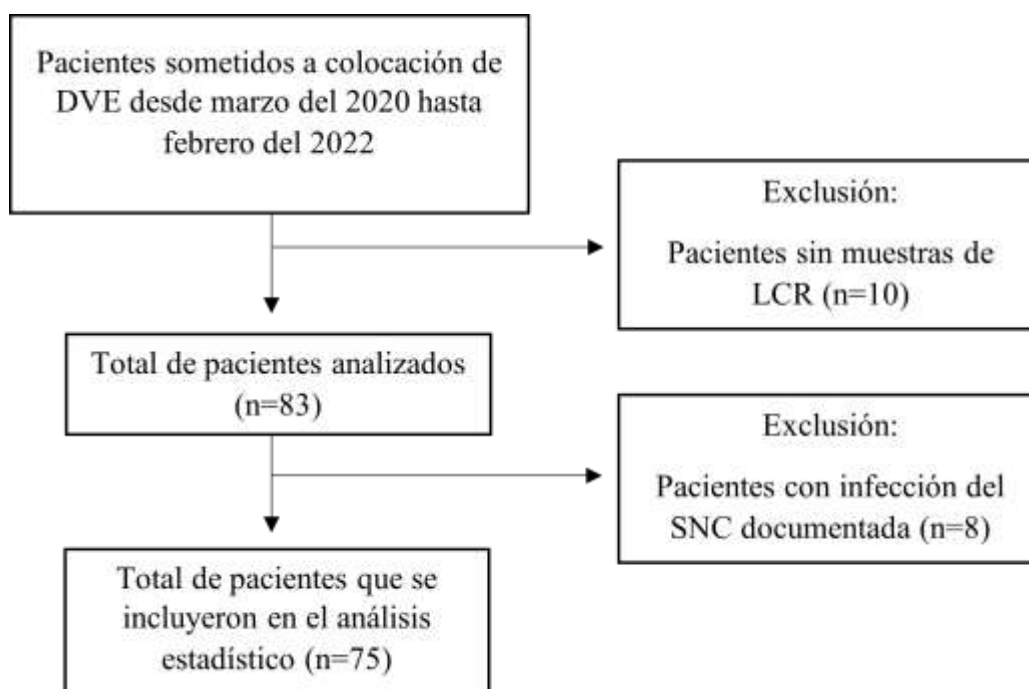 Pacientes sometidos a colocación de
DVE desde marzo del 2020 hasta
febrero del 2022
Exclusión:
Pacientes sin muestras de
LCR (n=10)
Total de pacientes analizados
(n=83)
Exclusión:
Pacientes con infección del
SNC documentada (n=8)
Total de pacientes que se
incluyeron en el análisis
estadístico (n=75)